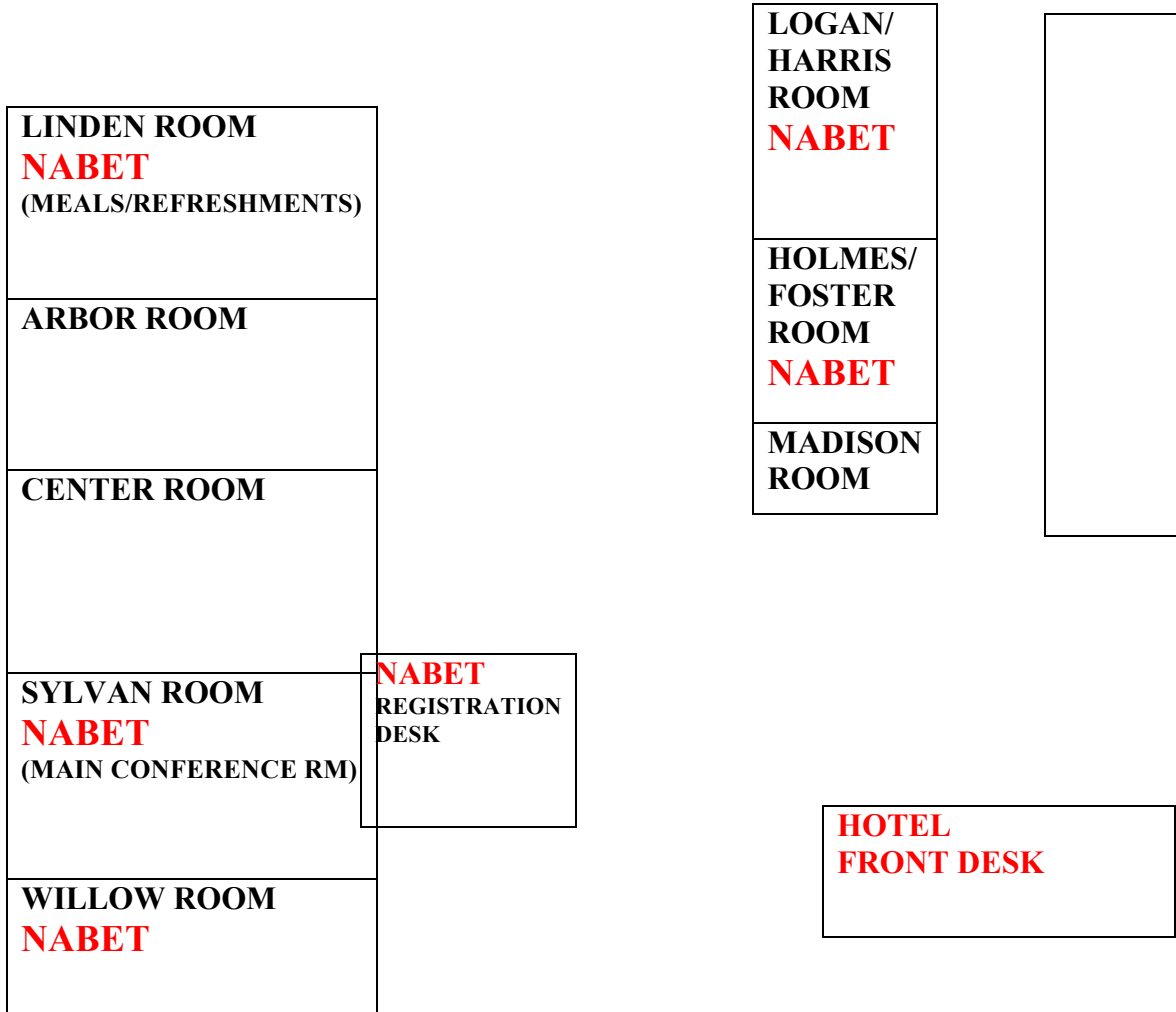 LINDEN ROOM
NABET
(MEALS/REFRESHMENTS)
ARBOR ROOM
CENTER ROOM
SYLVAN ROOM
NABET
(MAIN CONFERENCE RM)
WILLOW ROOM
NABET
NABET
REGISTRATION
DESK
LOGAN/
HARRIS
ROOM
NABET
HOLMES/
FOSTER
ROOM
NABET
MADISON
ROOM
HOTEL
FRONT DESK